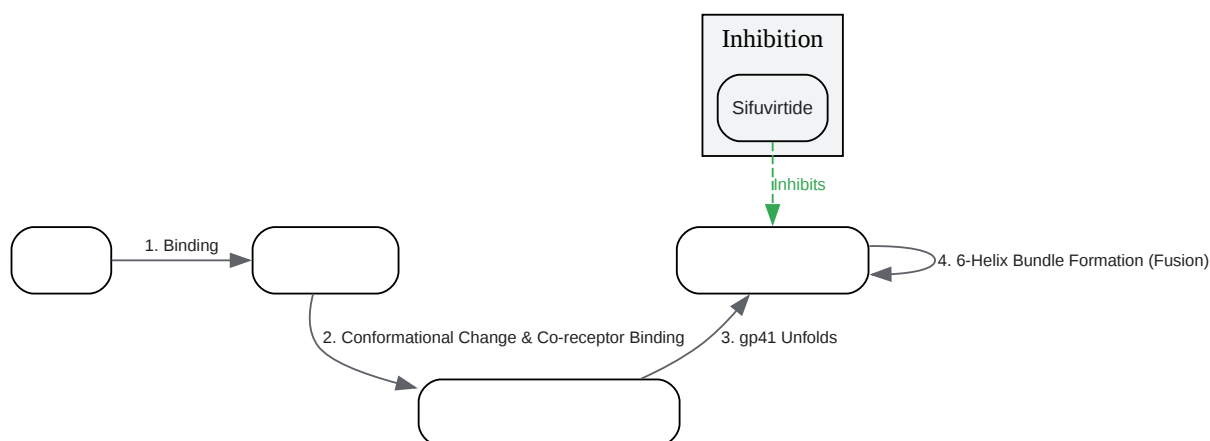 Inhibition
Sifuvirtide
Inhibits
1. Binding
4. 6-Helix Bundle Formation (Fusion)
2. Conformational Change & Co-receptor Binding
3. gp41 Unfolds